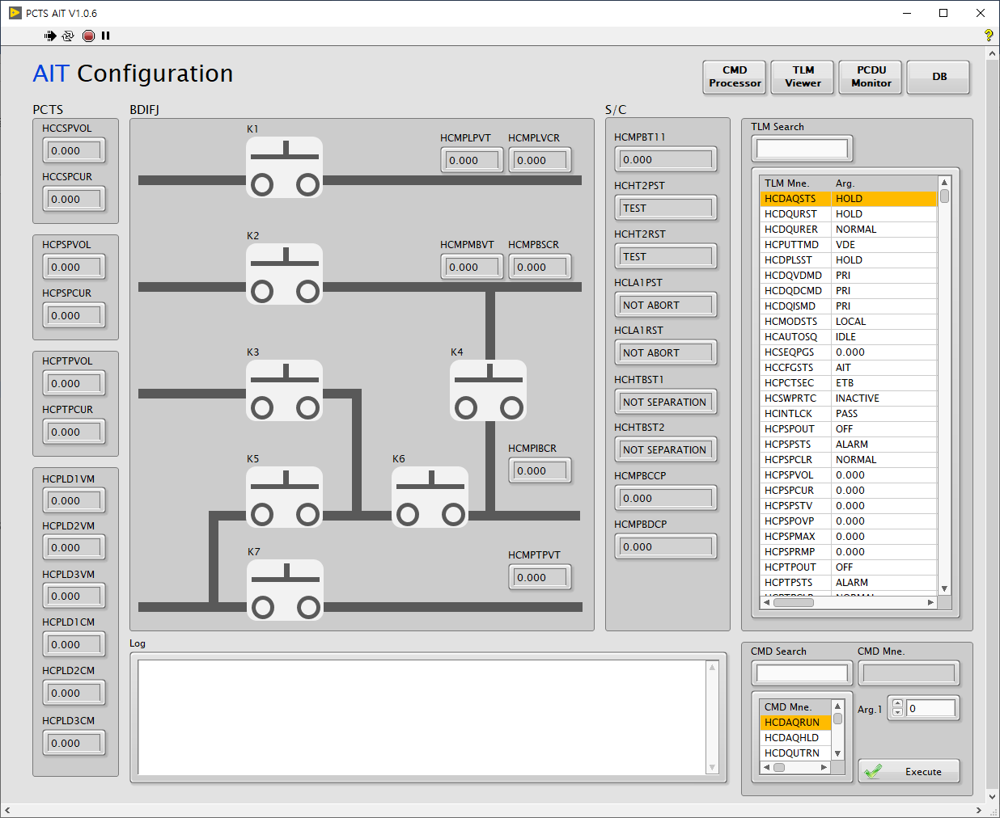 PCTS AIT V1.0.6
AIT Configuration
CMD Processor
TLM Viewer
PCDU Monitor
DB
PCTS
HCCSPVOL
0.000
HCCSPCUR
0.000
HCPSPVOL
0.000
HCPSPCUR
0.000
HCPTPVOL
0.000
HCPTPCUR
0.000
HCPLD1VM
0.000
HCPLD2VM
0.000
HCPLD3VM
0.000
HCPLD1CM
0.000
HCPLD2CM
0.000
HCPLD3CM
0.000
BDIFJ
K1
HCMPLPVT HCMPLVCR
0.000 0.000
K2
HCMPMBVT HCMPBSCR
0.000 0.000
K3
K4
K5
K6
HCMPIBCR
0.000
K7
HCMPTPVT
0.000
S/C
HCMPBT11
0.000
HCHT2PST
TEST
HCHT2RST
TEST
HCLA1PST
NOT ABORT
HCLA1RST
NOT ABORT
HCHTBST1
NOT SEPARATION
HCHTBST2
NOT SEPARATION
HCMPBCCP
0.000
HCMPBDCP
0.000
TLM Search
TLM Mne. Arg.
HCDAQSTS HOLD
HCDQURST HOLD
HCDQURER NORMAL
HCPUTTMD VDE
HCDPLSST HOLD
HCDQVDMD PRI
HCDQDCMD PRI
HCDQISMD PRI
HCMODSTS LOCAL
HCAUTOSQ IDLE
HCSEQPGS 0.000
HCCFGSTS AIT
HCPCTSEC ETB
HCSWPRTC INACTIVE
HCINTLCK PASS
HCPSPOUT OFF
HCPSPSTS ALARM
HCPSPCLR NORMAL
HCPSPVOL 0.000
HCPSPCUR 0.000
HCPSPSTV 0.000
HCPSPOVP 0.000
HCPSPMAX 0.000
HCPSPRMP 0.000
HCPTPOUT OFF
HCPTPSTS ALARM
HCPTPCLR NORMAL
Log
CMD Search
CMD Mne.
CMD Mne.
HCDAQRUN
HCDAQHLD
HCDQUTRN
Arg.1
0
Execute